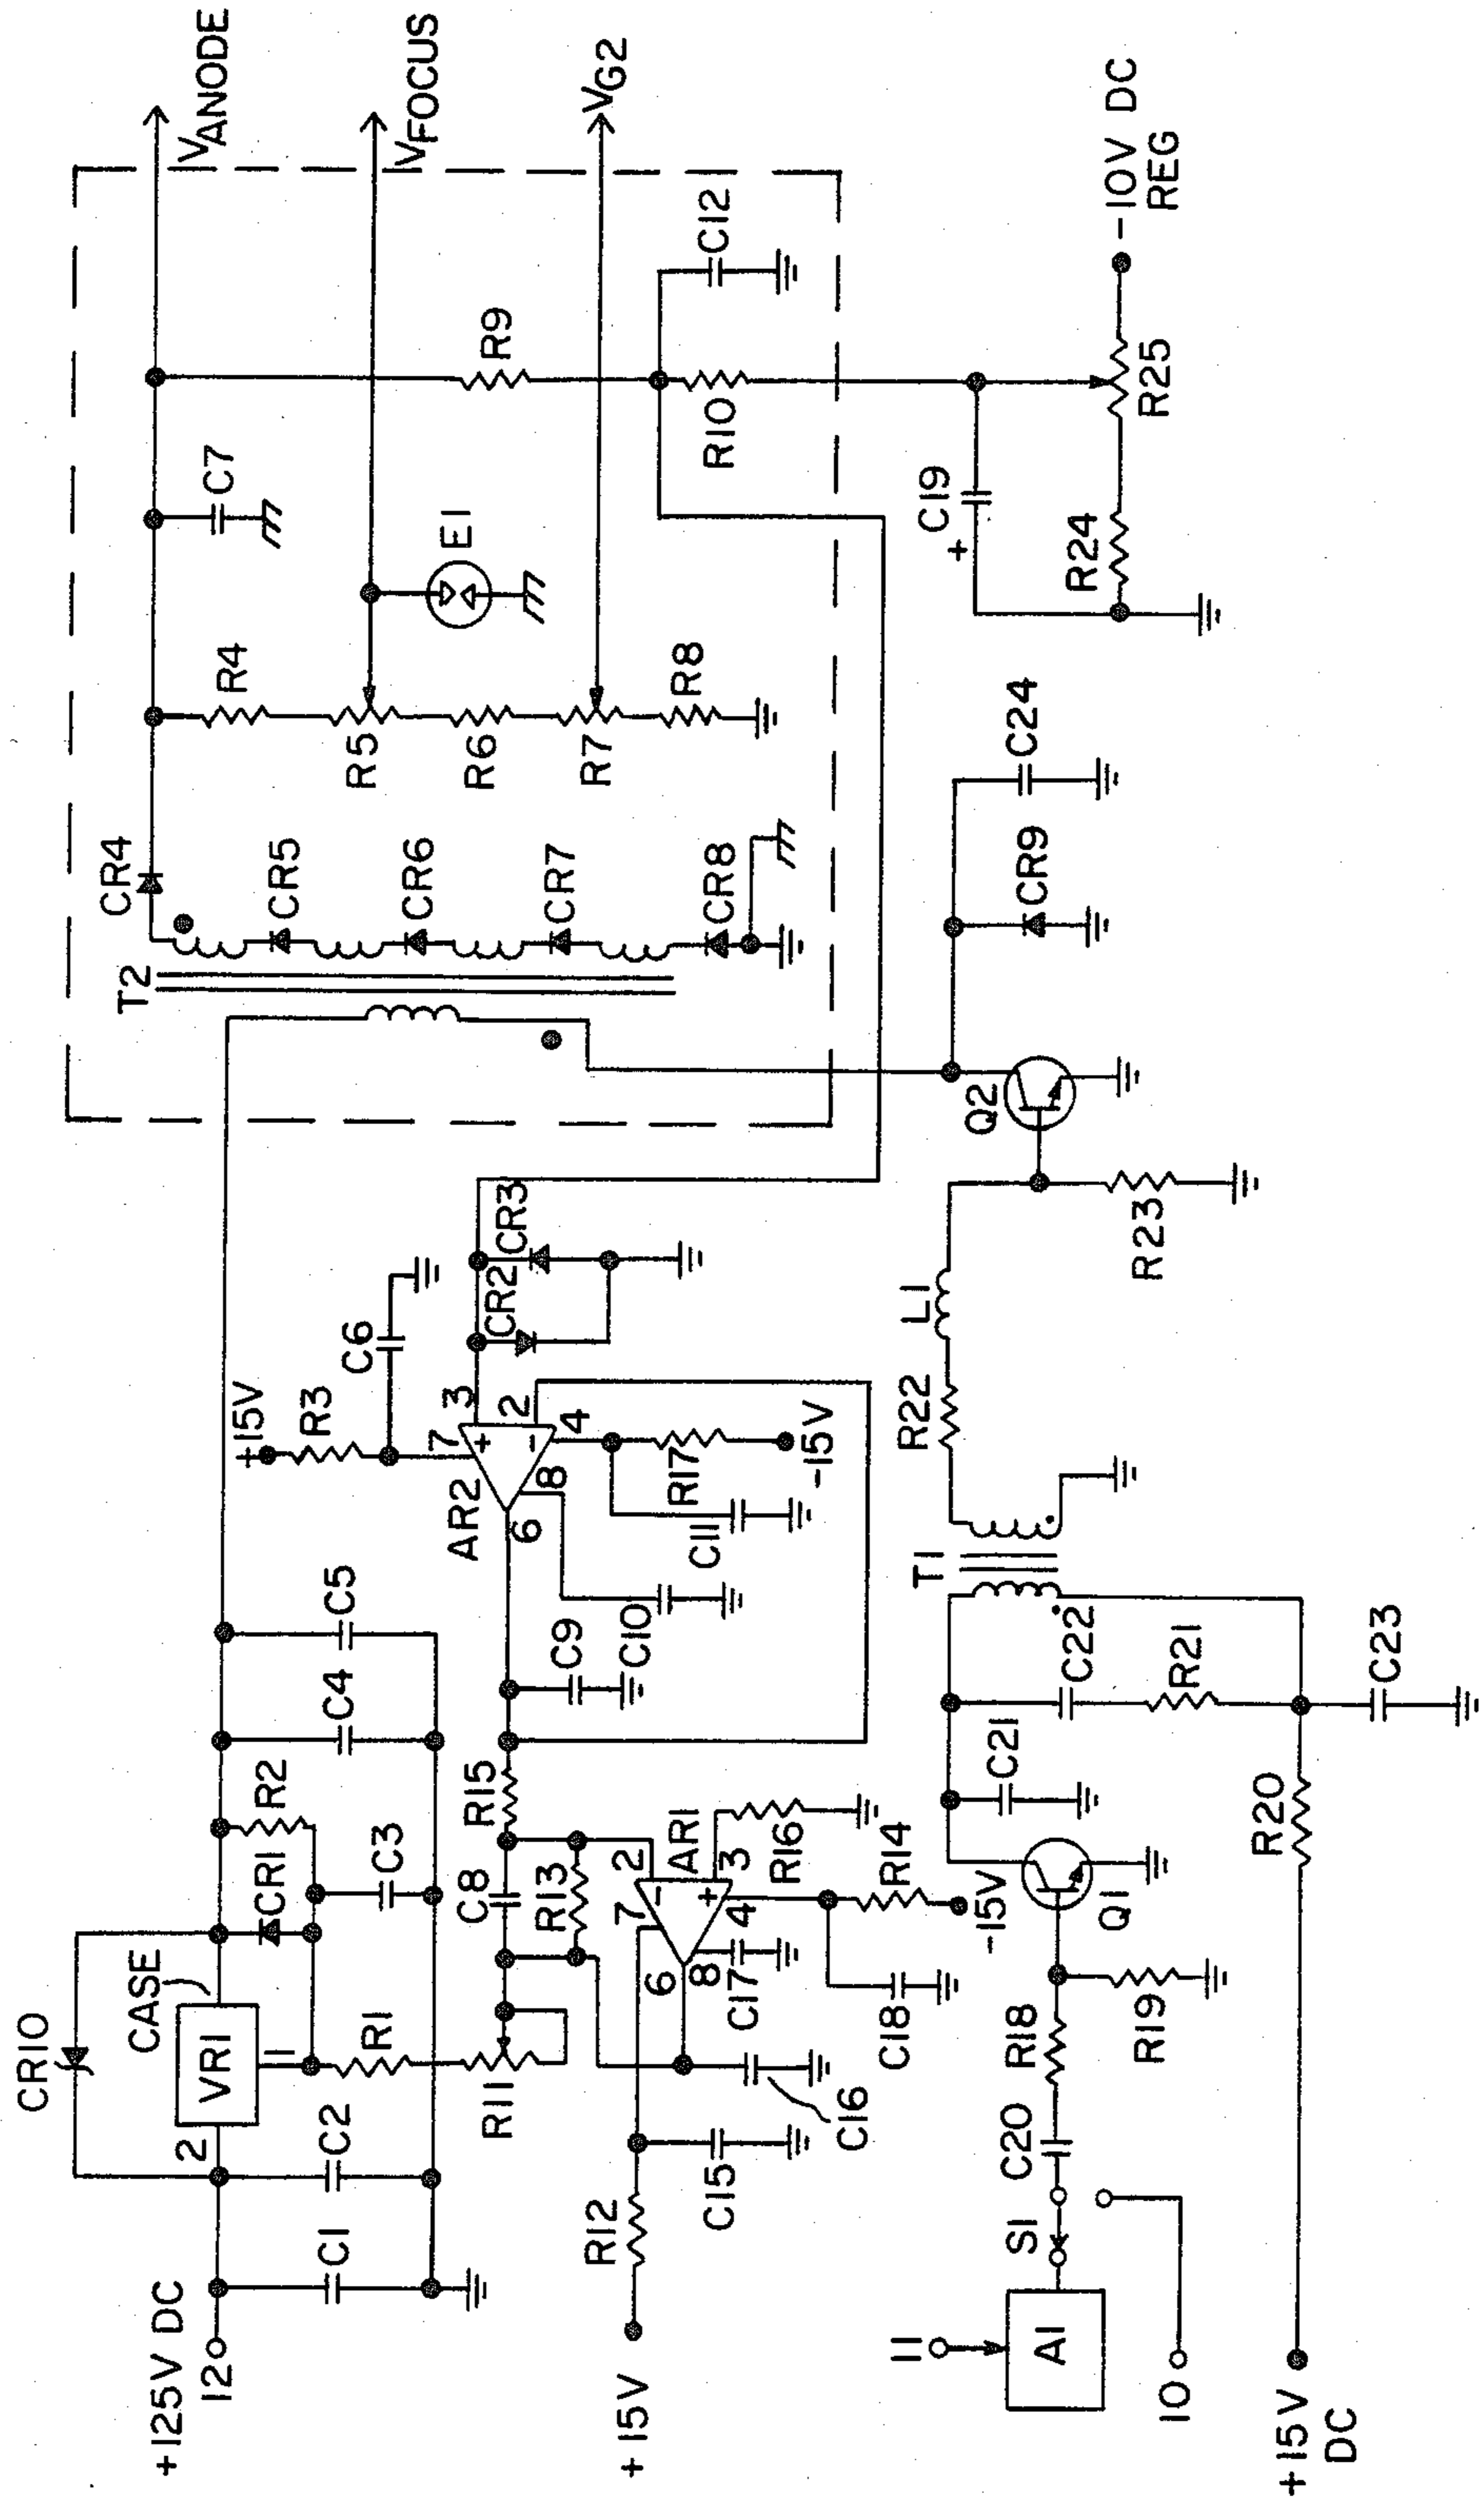 +125V DC
12
C1
C2
2
VR1
1
CASE
CR10
CR1
R1
R2
C3
C4
C5
R11
C8
R13
R15
+15V
R12
C15
C16
C17
C18
7
2
AR1
3
6
8
4
R16
R14
-15V
C9
C10
C11
R17
-15V
AR2
7
3
2
4
8
6
+15V
R3
C6
CR2
CR3
T2
CR4
CR5
CR6
CR7
CR8
R4
R5
R6
R7
R8
E1
C7
R9
R10
C12
VANODE
VFOCUS
VG2
11
A1
10
S1
C20
R18
R19
Q1
C21
C22
R21
+15V
DC
R20
C23
T1
R22
L1
R23
Q2
CR9
C24
C19
+
R24
R25
-10V DC
REG